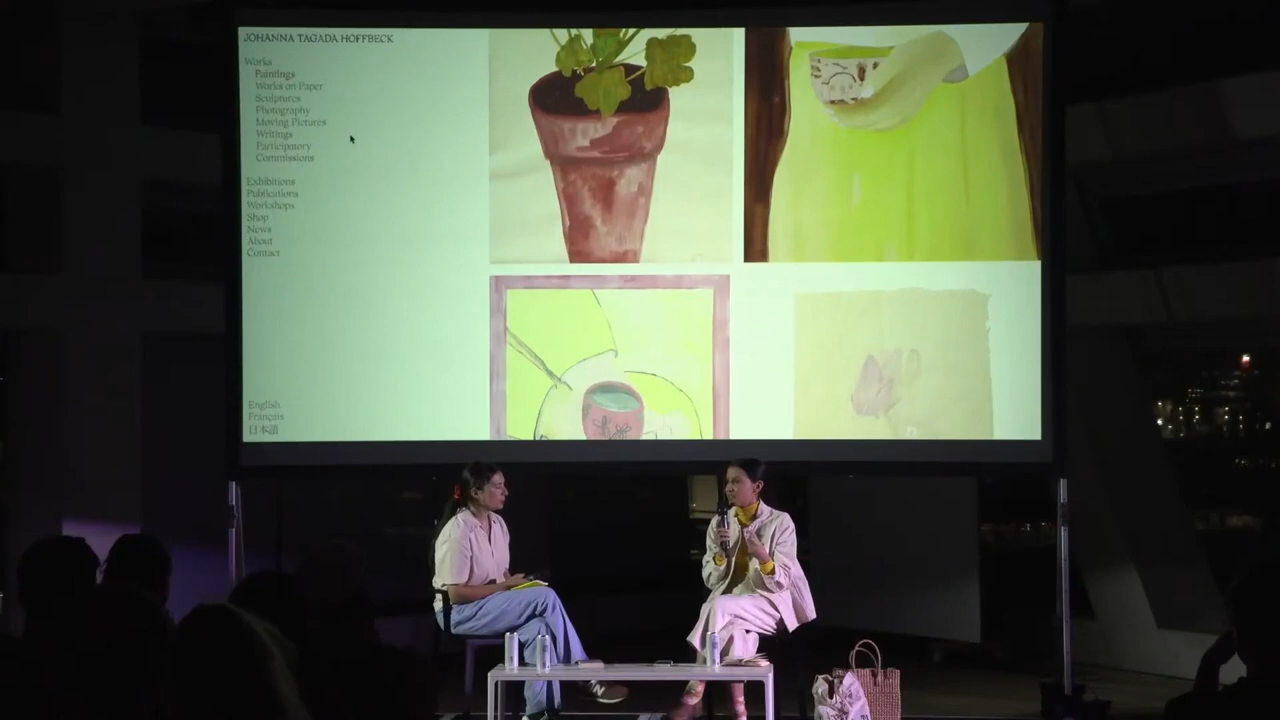 JOHANNA TAGADA HOFFBECK
Works
Paintings
Works on Paper
Sculptures
Photography
Moving Pictures
Writings
Participatory
Commissions
Exhibitions
Publications
Workshops
Shop
News
About
Contact
English
Français
日本語